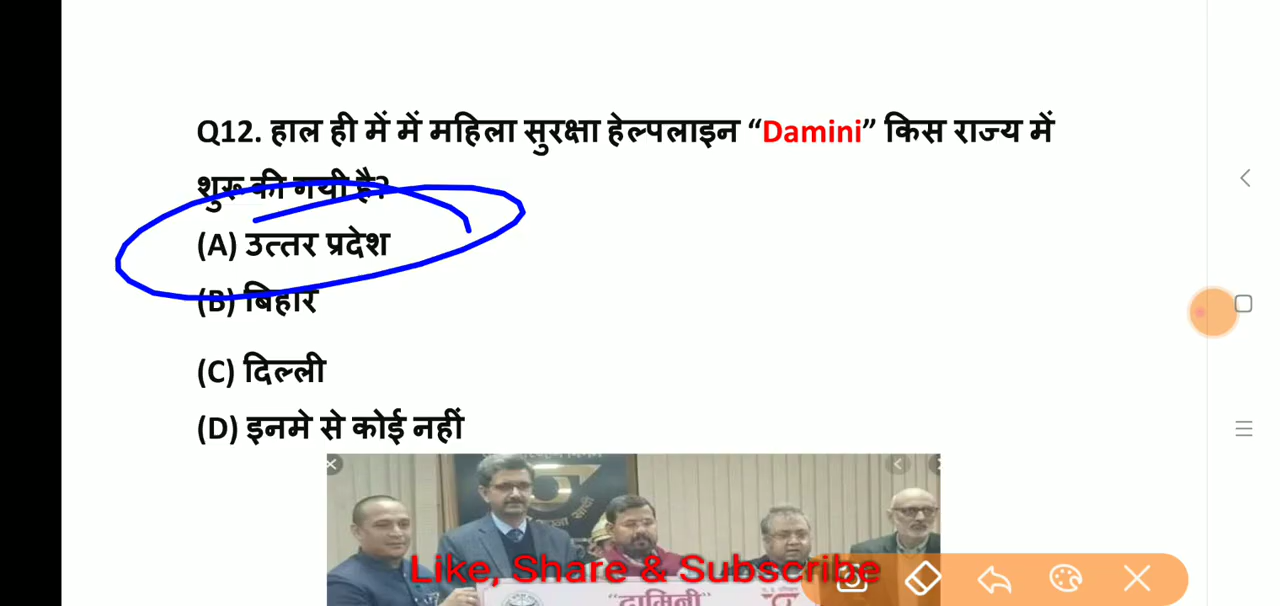 Q12. हाल ही में में महिला सुरक्षा हेल्पलाइन “Damini” किस राज्य में
शुरू की गयी है?
(A) उत्तर प्रदेश
(B) बिहार
(C) दिल्ली
(D) इनमे से कोई नहीं
Like, Share & Subscribe
"दामिनी"